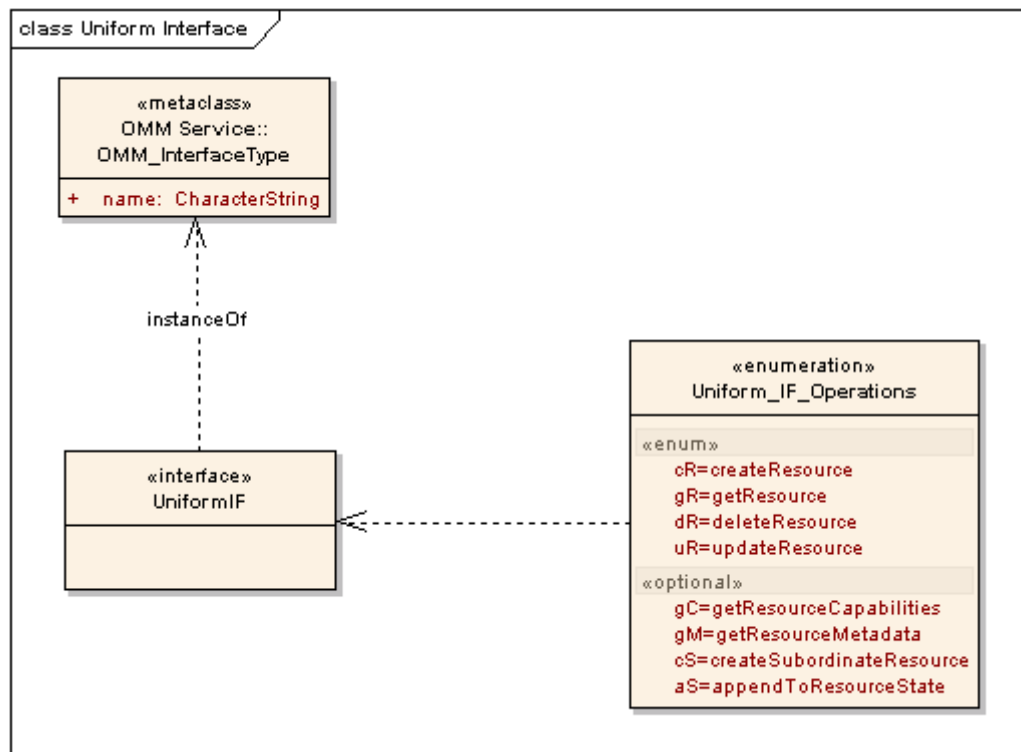 class Uniform Interface
«metaclass»
OMM Service::
OMM_InterfaceType
+ name: CharacterString
instanceOf
«interface»
UniformIF
«enumeration»
Uniform_IF_Operations
«enum»
cR=createResource
gR=getResource
dR=deleteResource
uR=updateResource
«optional»
gC=getResourceCapabilities
gM=getResourceMetadata
cS=createSubordinateResource
aS=appendToResourceState